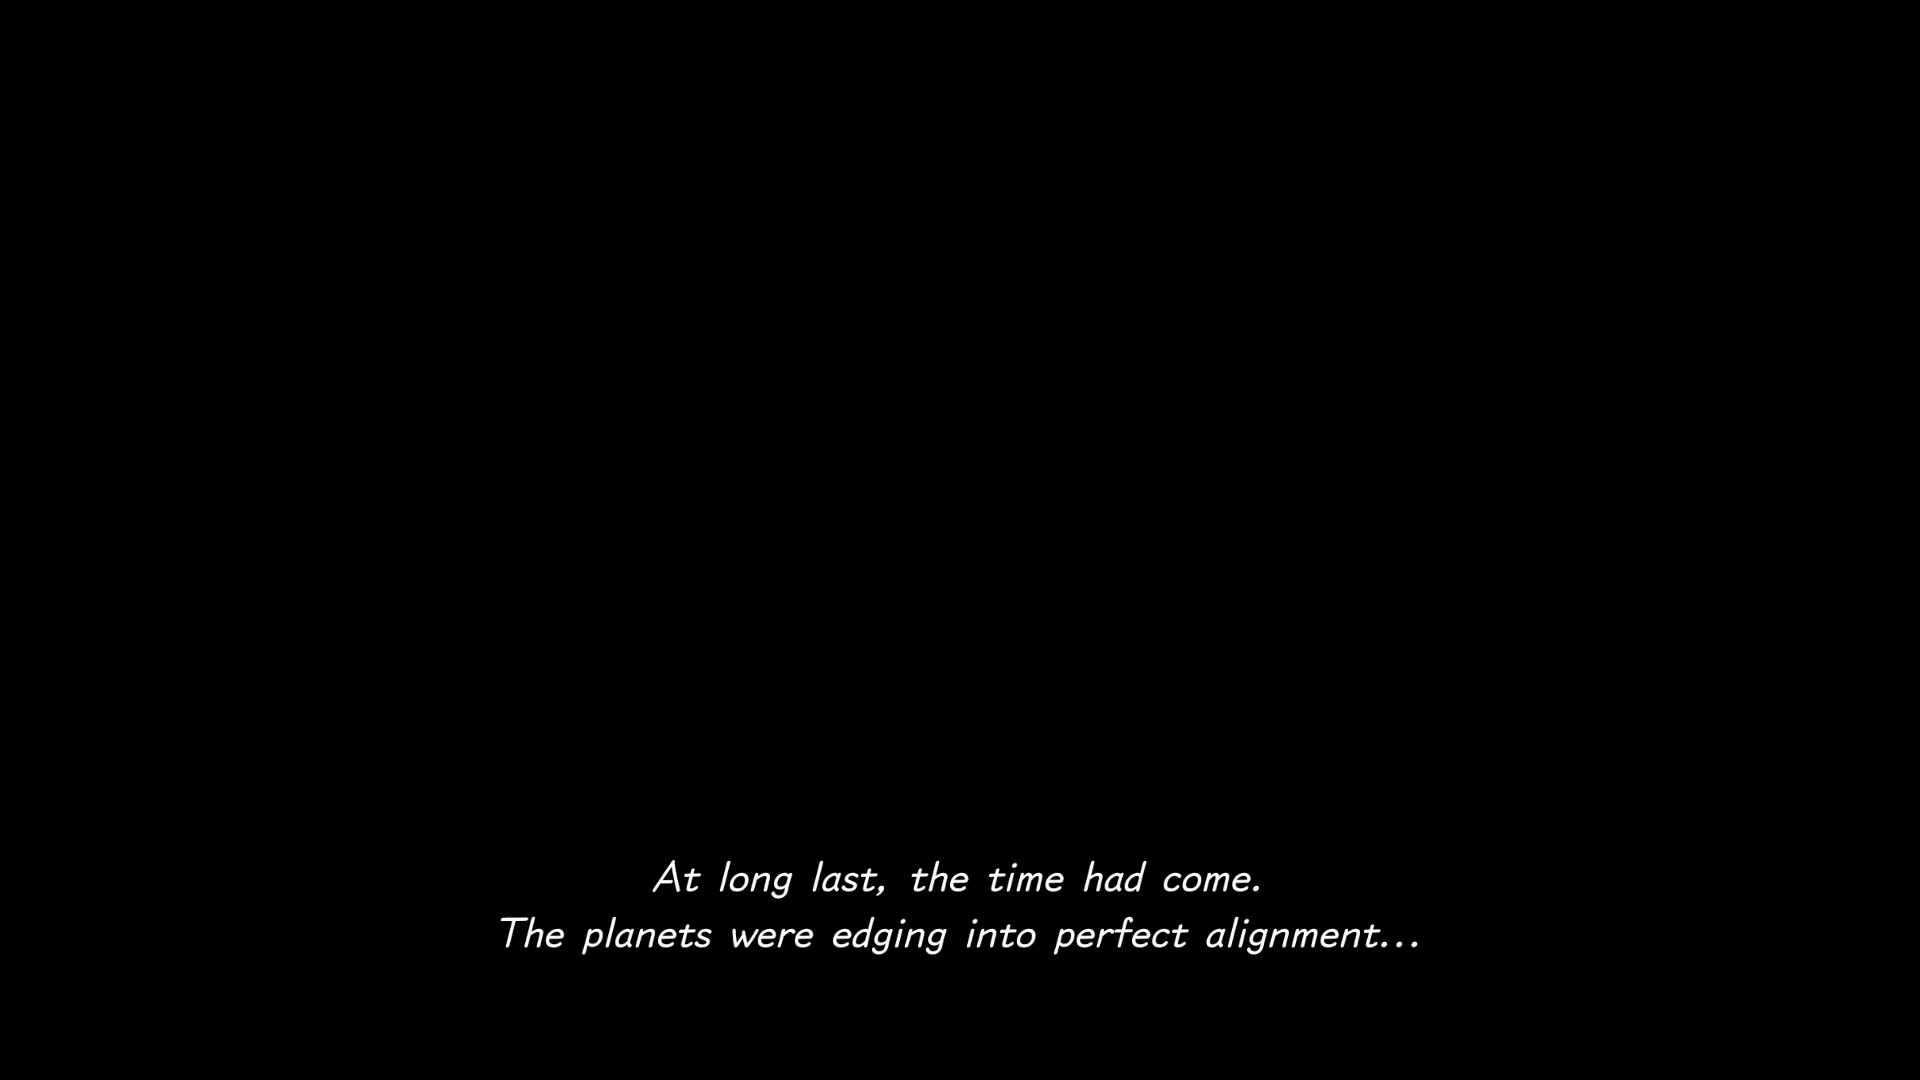 At long last, the time had come.
The planets were edging into perfect alignment...